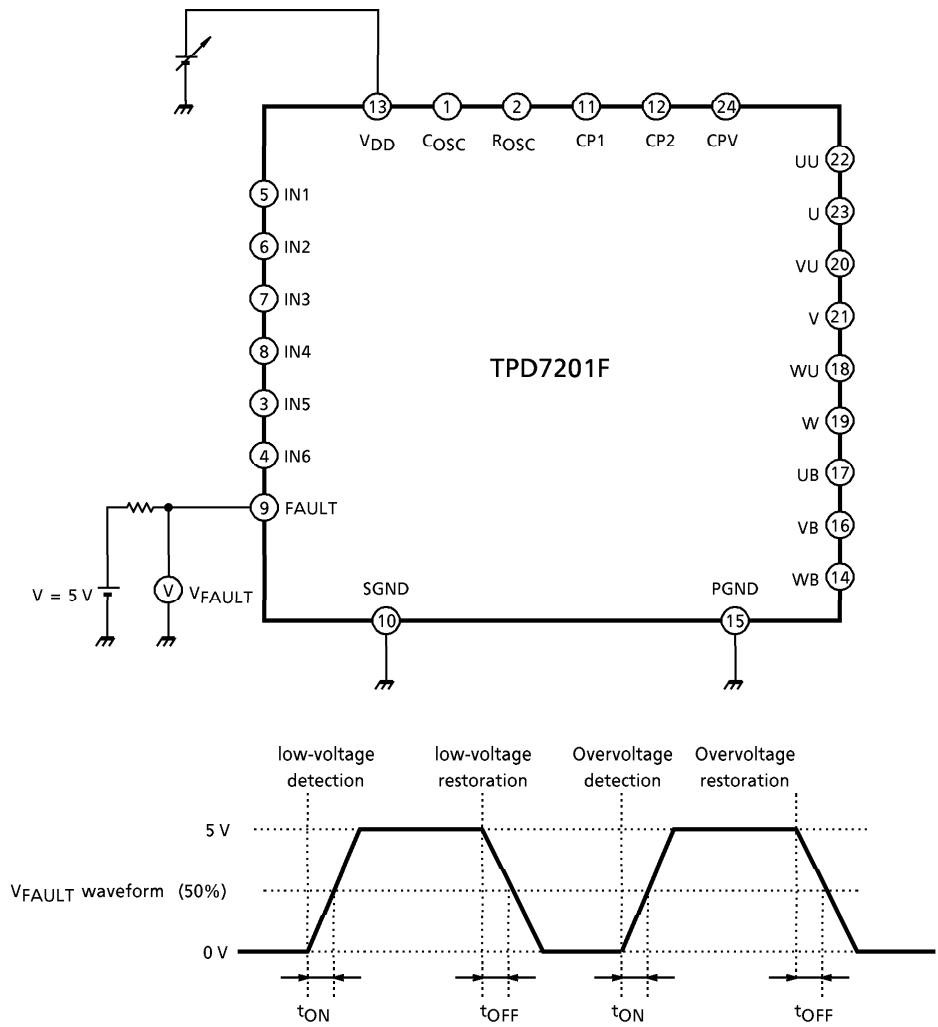 13 1 2 11 12 24
VDD COSC ROSC CP1 CP2 CPV
UU 22
5 IN1
U 23
6 IN2
VU 20
7 IN3
V 21
8 IN4
TPD7201F
WU 18
3 IN5
W 19
4 IN6
UB 17
9 FAULT
VB 16
WB 14
V = 5 V
V VFAULT
SGND
PGND
10
15
low-voltage
detection
low-voltage
restoration
Overvoltage
detection
Overvoltage
restoration
5 V
VFAULT waveform (50%)
0 V
tON tOFF tON tOFF